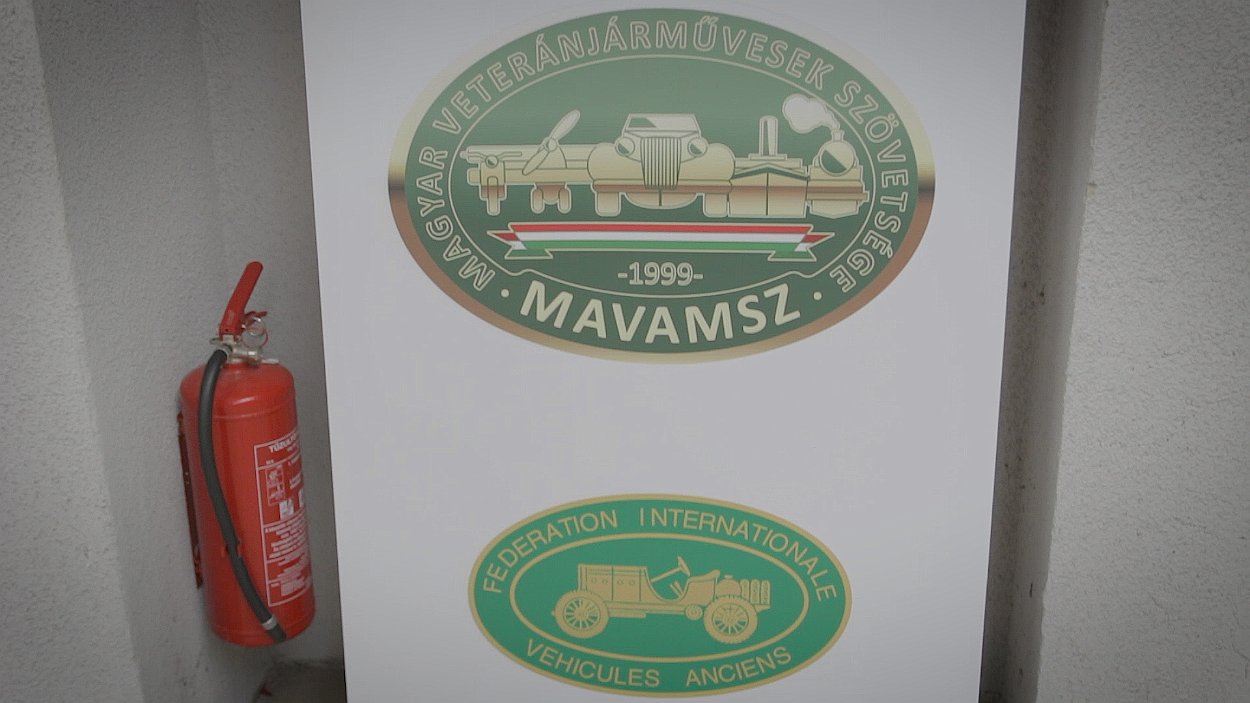 MAGYAR VETERÁNJÁRMŰVESEK SZÖVETSÉGE
-1999-
· MAVAMSZ ·
FEDERATION INTERNATIONALE
VEHICULES ANCIENS